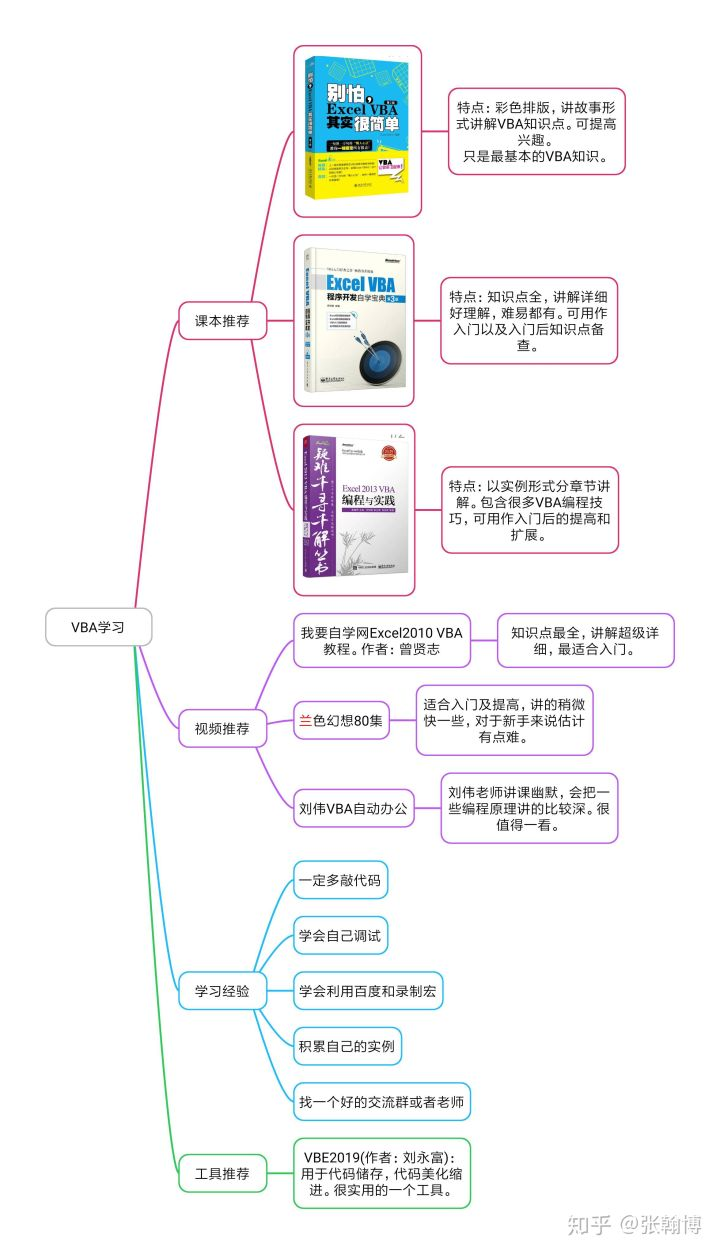 别怕，
Excel VBA
其实很简单
特点：彩色排版，讲故事形
式讲解VBA知识点。可提高
兴趣。
只是最基本的VBA知识。
VBA
Excel VBA
程序开发自学宝典
第3版
特点：知识点全，讲解详细
好理解，难易都有。可用作
入门以及入门后知识点备
查。
课本推荐
疑难千寻千解丛书
Excel 2013 VBA
编程与实践
特点：以实例形式分章节讲
解。包含很多VBA编程技
巧，可用作入门后的提高和
扩展。
VBA学习
我要自学网Excel2010 VBA
教程。作者：曾贤志
知识点最全，讲解超级详
细，最适合入门。
视频推荐
兰色幻想80集
适合入门及提高，讲的稍微
快一些，对于新手来说估计
有点难。
刘伟VBA自动办公
刘伟老师讲课幽默，会把一
些编程原理讲的比较深。很
值得一看。
学习经验
一定多敲代码
学会自己调试
学会利用百度和录制宏
积累自己的实例
找一个好的交流群或者老师
工具推荐
VBE2019(作者：刘永富)：
用于代码储存，代码美化缩
进。很实用的一个工具。
知乎 @张翰博